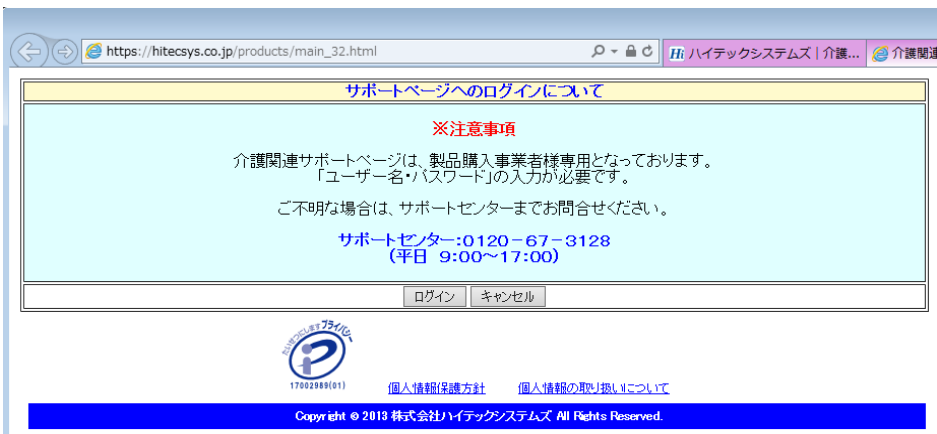 https://hitecsys.co.jp/products/main_32.html
ハイテックシステムズ | 介護...
介護関連
サポートページへのログインについて
※注意事項
介護関連サポートページは、製品購入事業者様専用となっております。
「ユーザー名・パスワード」の入力が必要です。
ご不明な場合は、サポートセンターまでお問合せください。
サポートセンター:0120-67-3128
(平日 9:00～17:00)
ログイン キャンセル
たいせつにします プライバシー
17002989(01)
個人情報保護方針 個人情報の取り扱いについて
Copyright © 2013 株式会社ハイテックシステムズ All Rights Reserved.